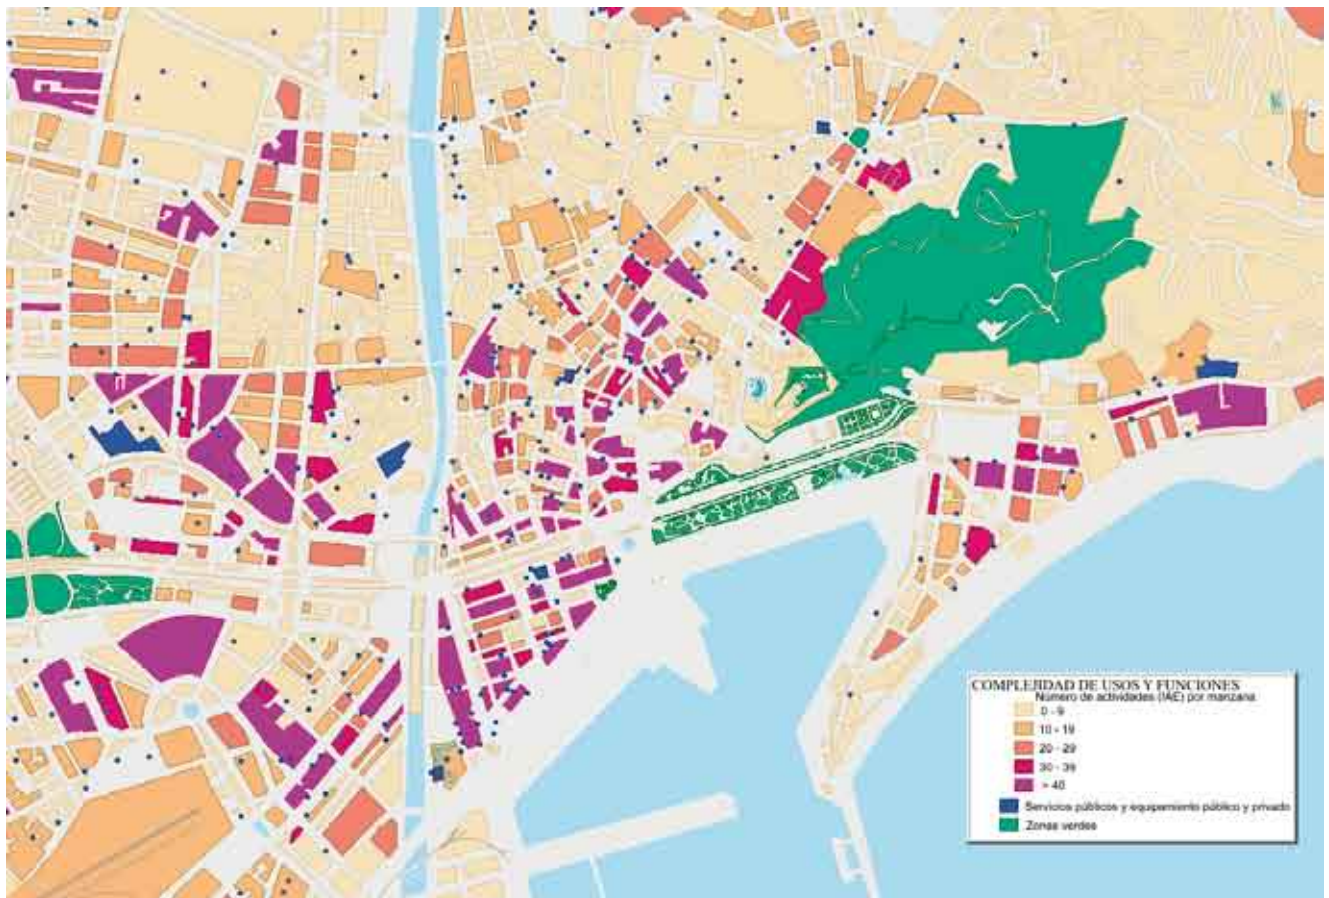 COMPLEJIDAD DE USOS Y FUNCIONES
Número de actividades (IAE) por manzana
0 - 9
10 - 19
20 - 29
30 - 39
> 40
Servicios públicos y equipamiento público y privado
Zonas verdes